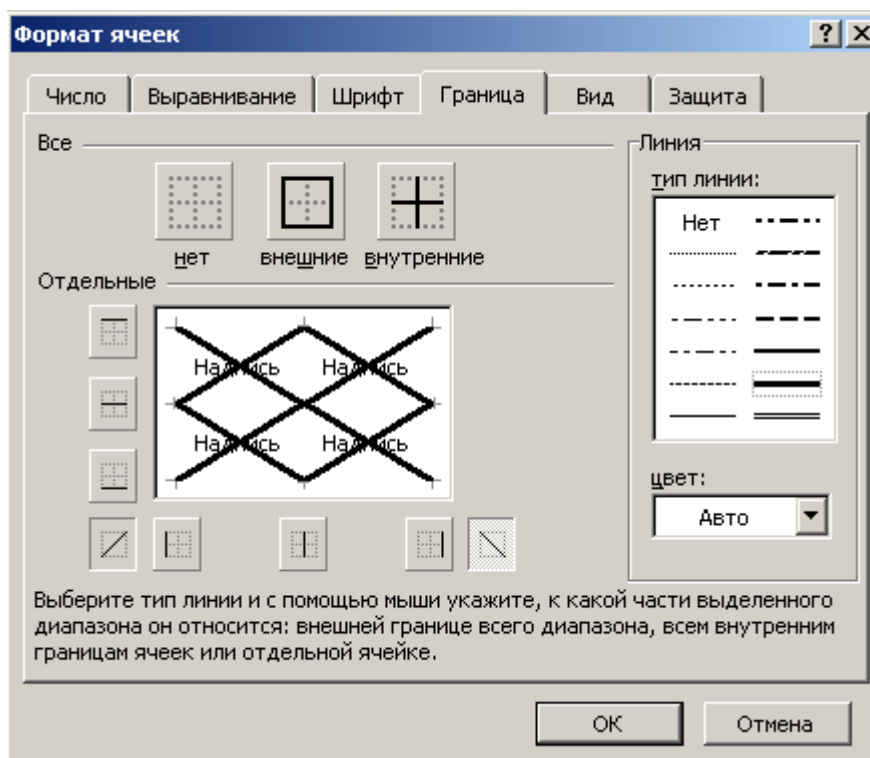 Формат ячеек
Число Выравнивание Шрифт Граница Вид Защита
Все
нет внешние внутренние
Отдельные
Надпись Надпись
Надпись Надпись
Линия
тип линии:
Нет
цвет:
Авто
Выберите тип линии и с помощью мыши укажите, к какой части выделенного
диапазона он относится: внешней границе всего диапазона, всем внутренним
границам ячеек или отдельной ячейке.
ОК Отмена